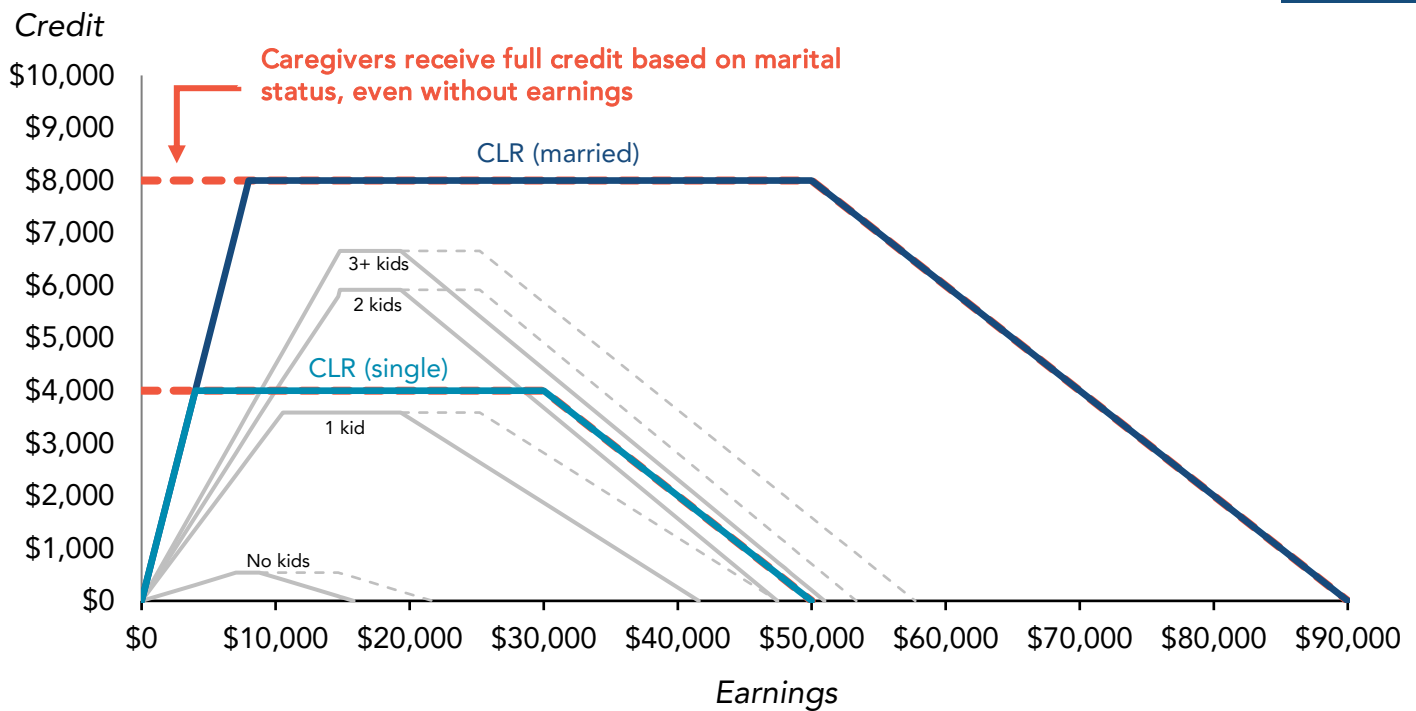 Credit
Caregivers receive full credit based on marital
status, even without earnings
$10,000
$9,000
$8,000
$7,000
$6,000
$5,000
$4,000
$3,000
$2,000
$1,000
$0
CLR (married)
3+ kids
2 kids
CLR (single)
1 kid
No kids
$0
$10,000
$20,000
$30,000
$40,000
$50,000
$60,000
$70,000
$80,000
$90,000
Earnings